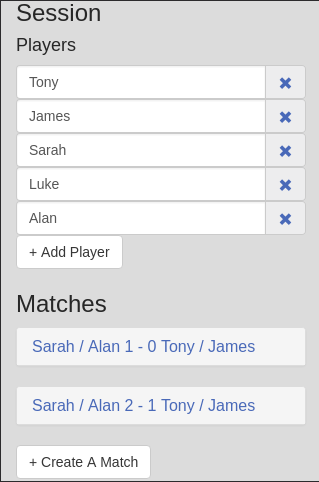 Session
Players
Tony
James
Sarah
Luke
Alan
+ Add Player
Matches
Sarah / Alan 1 - 0 Tony / James
Sarah / Alan 2 - 1 Tony / James
+ Create A Match